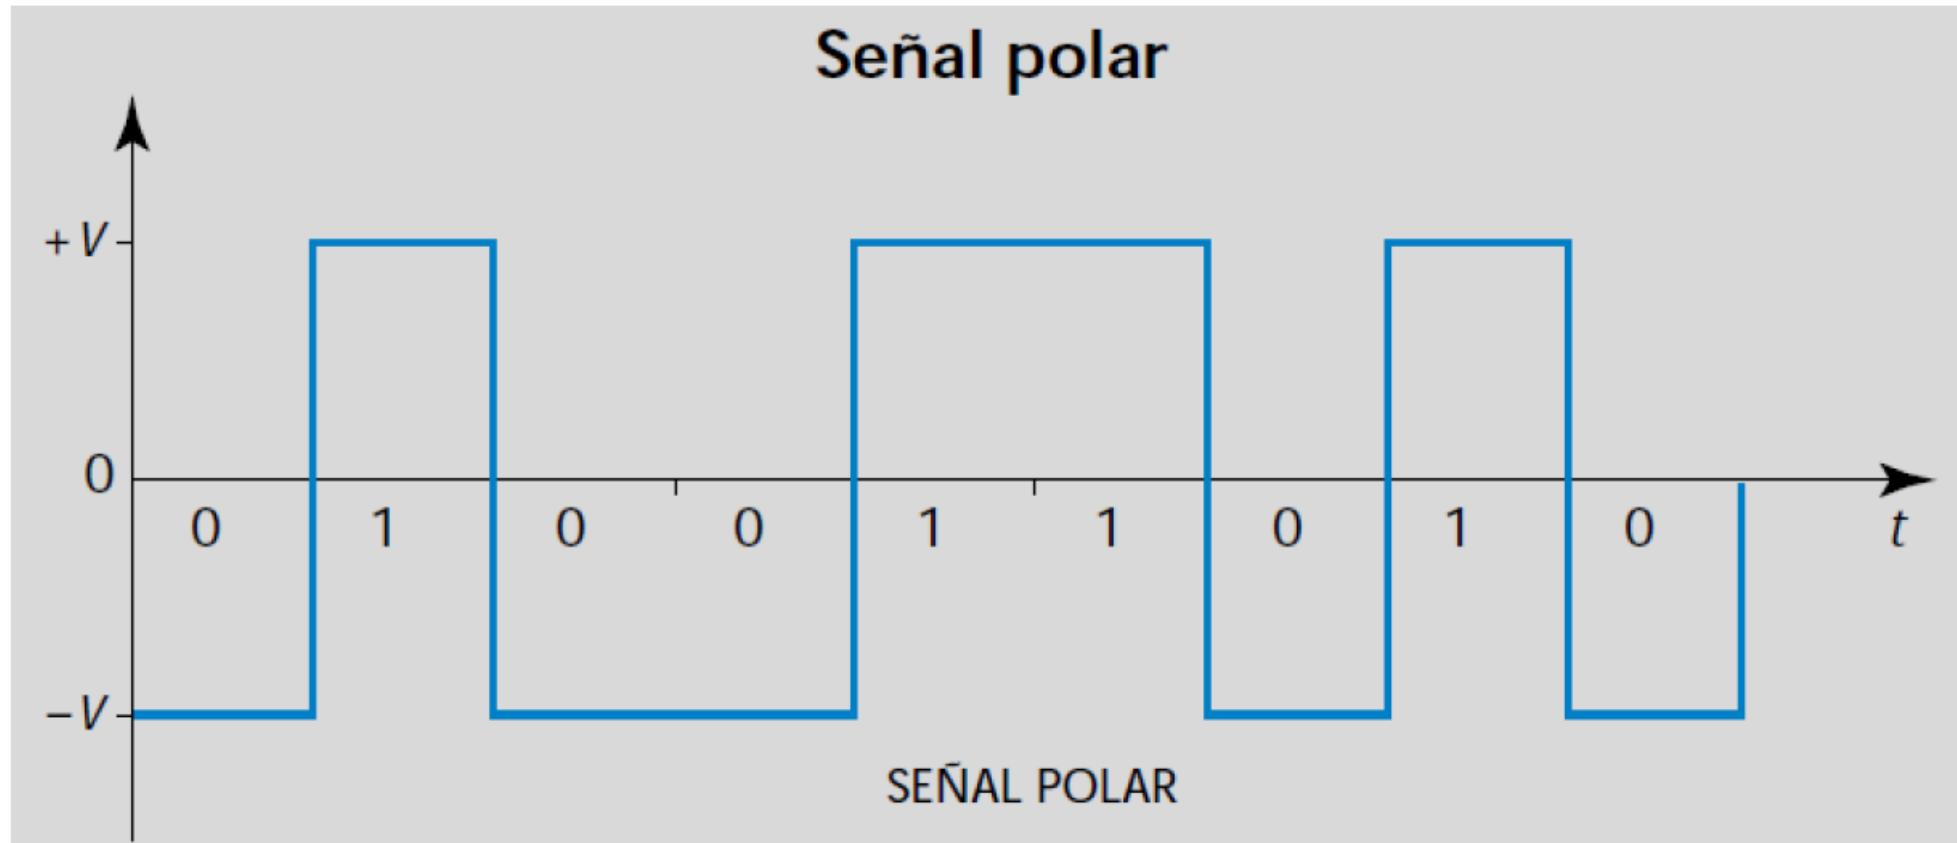 Señal polar
+V
0
0 1 0 0 1 1 0 1 0 t
−V
SEÑAL POLAR